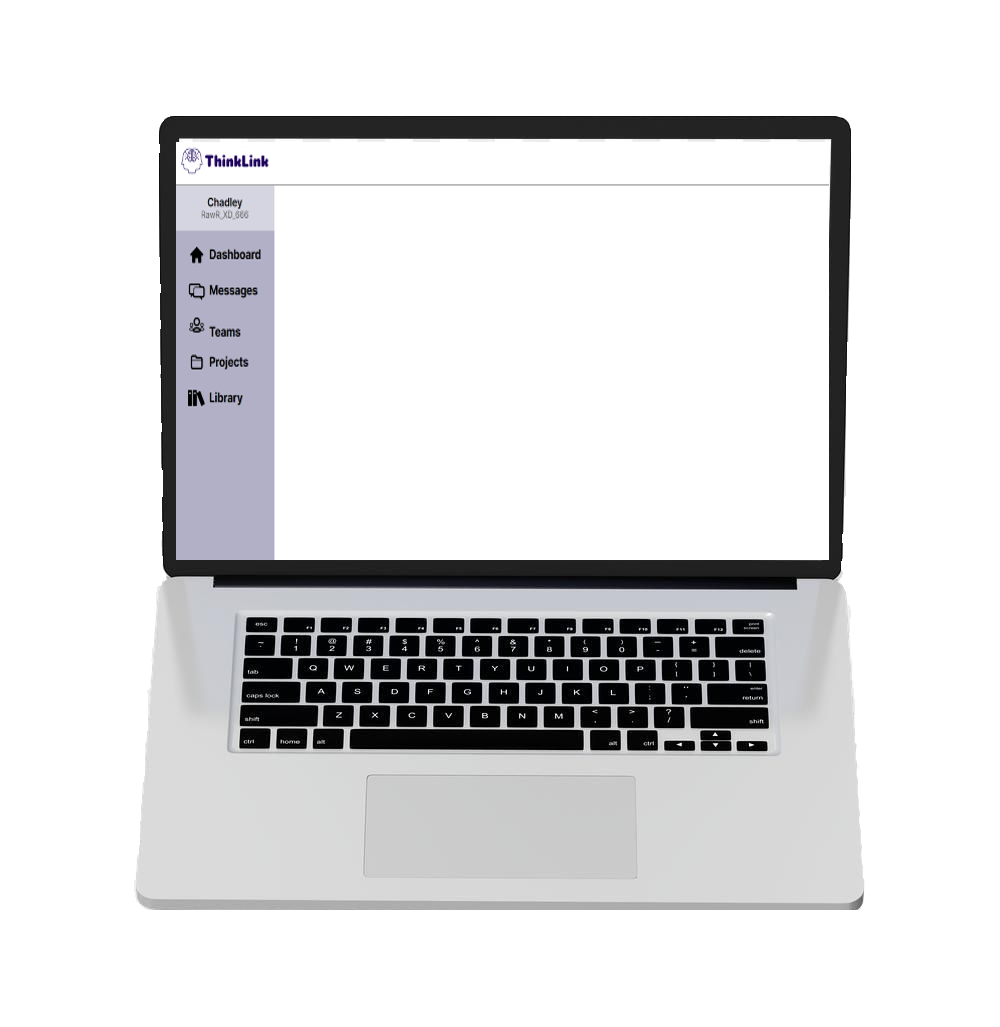 ThinkLink
Chadley
RawR_XD_666
Dashboard
Messages
Teams
Projects
Library
esc F1 F2 F3 F4 F5 F6 F7 F8 F9 F10 F11 F12 print screen
~ ! 1 @ 2 # 3 $ 4 % 5 ^ 6 & 7 * 8 ( 9 ) 0 _ - + = delete
tab Q W E R T Y U I O P { [ } ] | \
caps lock A S D F G H J K L : ; " ' enter return
shift Z X C V B N M < , > . ? / shift
ctrl home alt alt ctrl ◄ ▲ ▼ ►